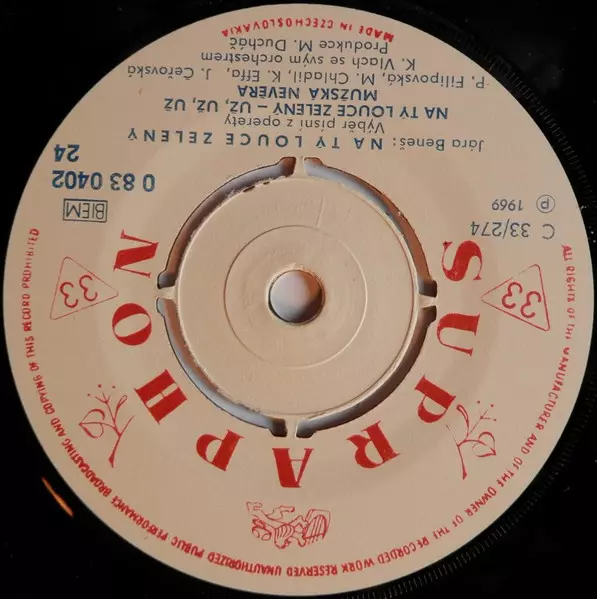 ALL RIGHTS OF THE MANUFACTURER AND OF THE OWNER OF THE RECORDED WORK RESERVED UNAUTHORIZED PUBLIC PERFORMANCE BROADCASTING AND COPYING OF THIS RECORD PROHIBITED
SUPRAPHON
33
33
C 33/274
℗ 1969
BIEM
0 83 0402
24
Jára Beneš: NA TÝ LOUCE ZELENÝ
Výběr písní z operety
NA TÝ LOUCE ZELENÝ – UŽ, UŽ, UŽ
MUŽSKÁ NEVĚRA
P. Filipovská, M. Chladil, K. Effa, J. Čeřovská
K. Vlach se svým orchestrem
Produkce M. Ducháč
MADE IN CZECHOSLOVAKIA